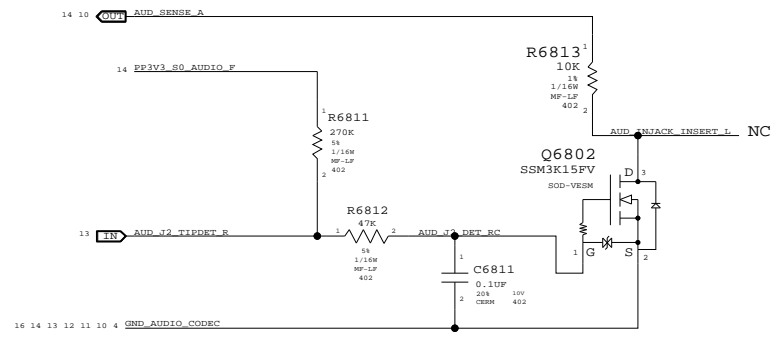 14 10 OUT AUD_SENSE_A
14 PP3V3_S0_AUDIO_F
R6813
1
10K
1%
1/16W
MF-LF
402
2
AUD_INJACK_INSERT_L NC
1
R6811
270K
5%
1/16W
MF-LF
402
2
Q6802
SSM3K15FV
SOD-VESM
D 3
1 G S 2
13 IN AUD_J2_TIPDET_R
R6812
47K
1 2
5%
1/16W
MF-LF
402
AUD_J2_DET_RC
1
C6811
0.1UF
20% 10V
CERM 402
2
16 14 13 12 11 10 4 GND_AUDIO_CODEC